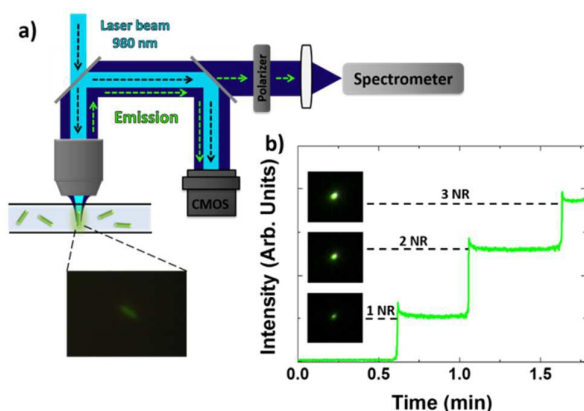 a)
Laser beam
980 nm
Emission
CMOS
Polarizer
Spectrometer
b)
Intensity (Arb. Units)
3 NR
2 NR
1 NR
0.0
0.5
1.0
1.5
Time (min)